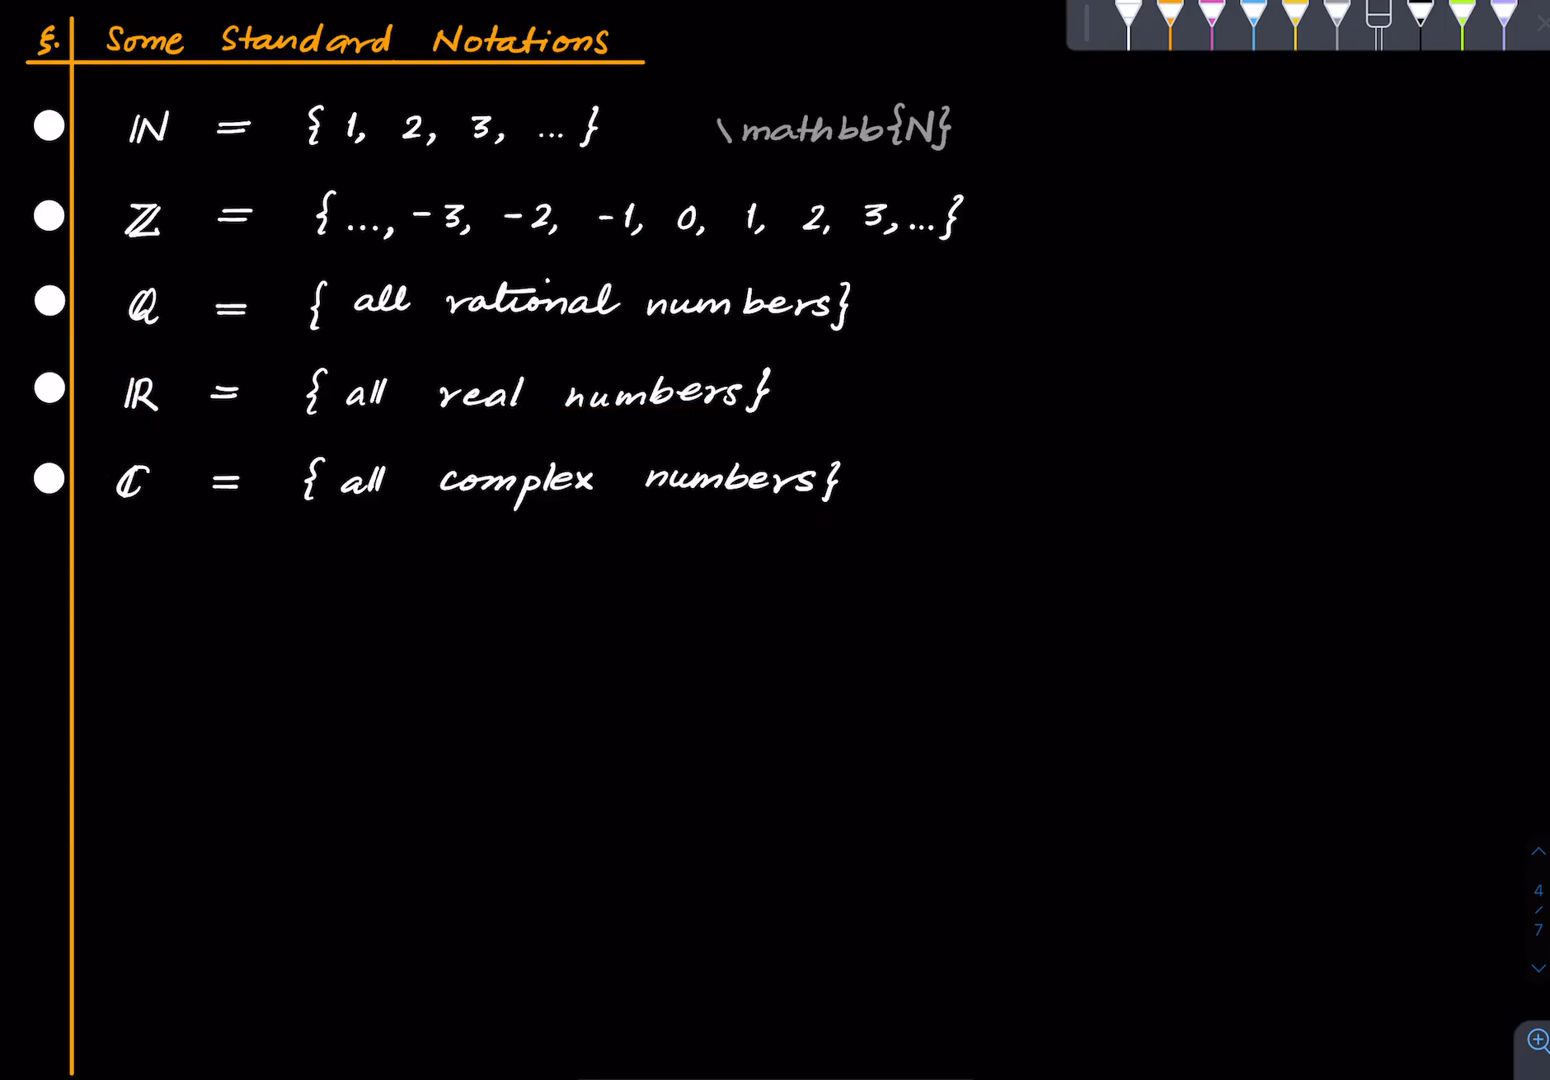 §. Some Standard Notations
ℕ = { 1, 2, 3, ... } \mathbb{N}
ℤ = { ..., -3, -2, -1, 0, 1, 2, 3, ... }
ℚ = { all rational numbers}
ℝ = { all real numbers}
ℂ = { all complex numbers}
4
/
7